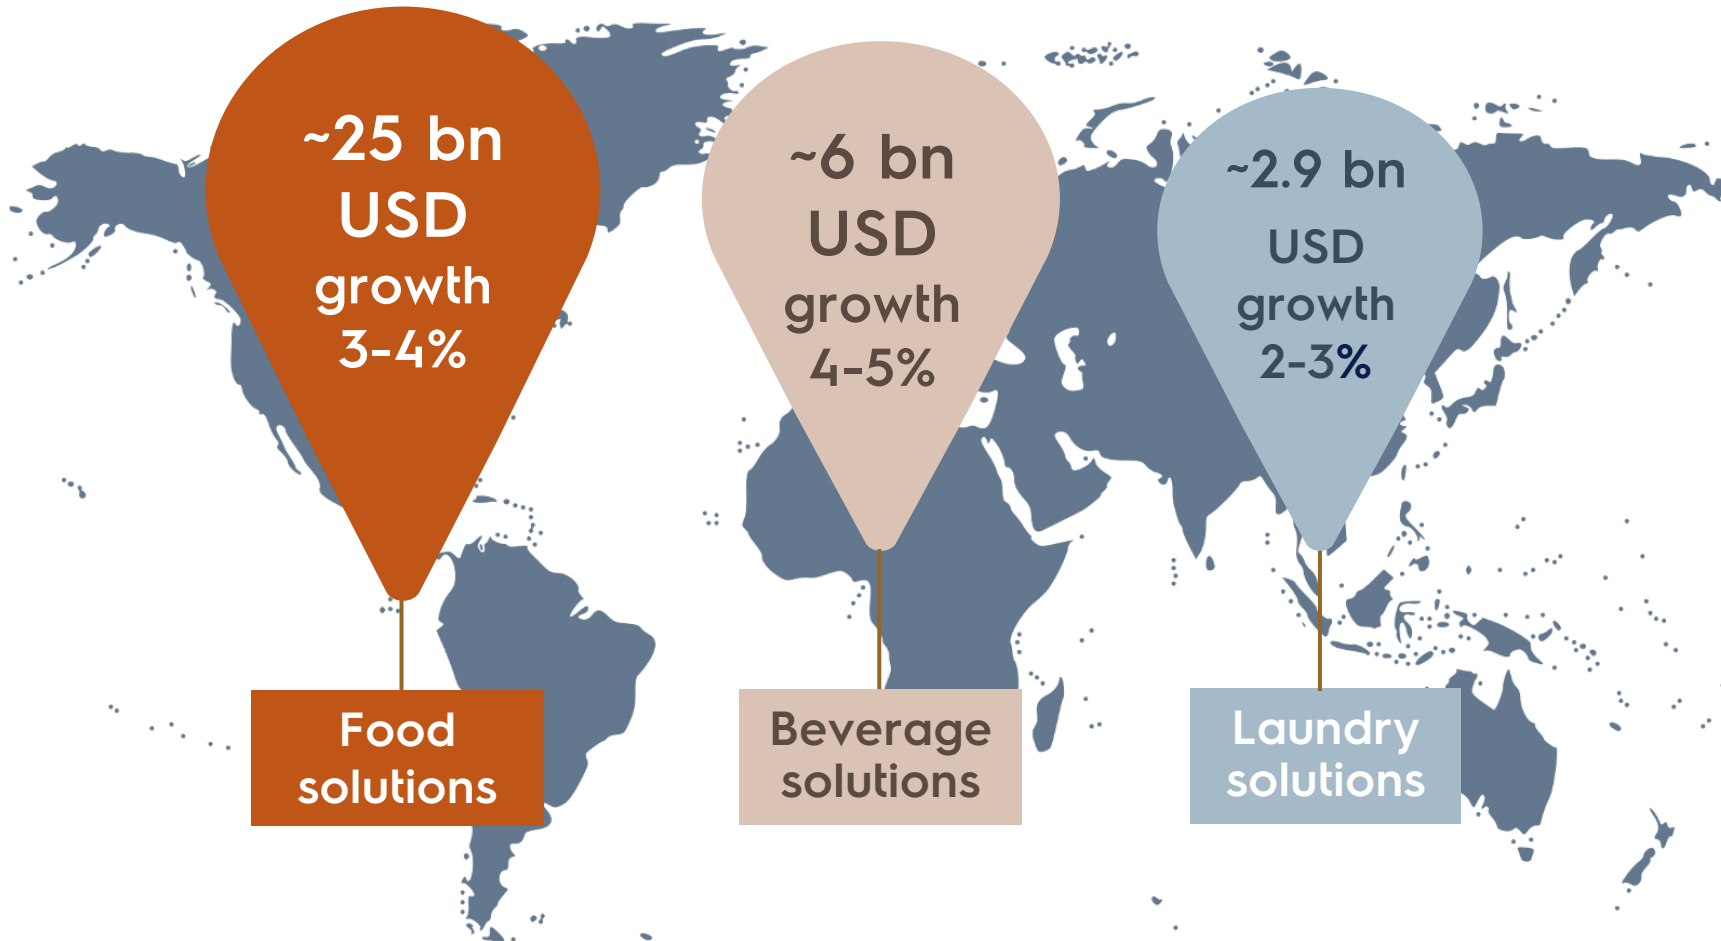 ~25 bn
USD
growth
3-4%
Food
solutions
~6 bn
USD
growth
4-5%
Beverage
solutions
~2.9 bn
USD
growth
2-3%
Laundry
solutions